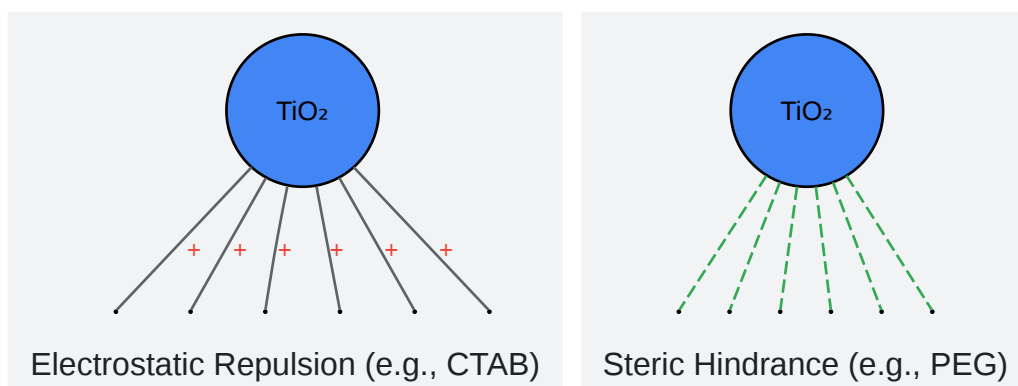 TiO₂
+ + + + + +
Electrostatic Repulsion (e.g., CTAB)
TiO₂
Steric Hindrance (e.g., PEG)